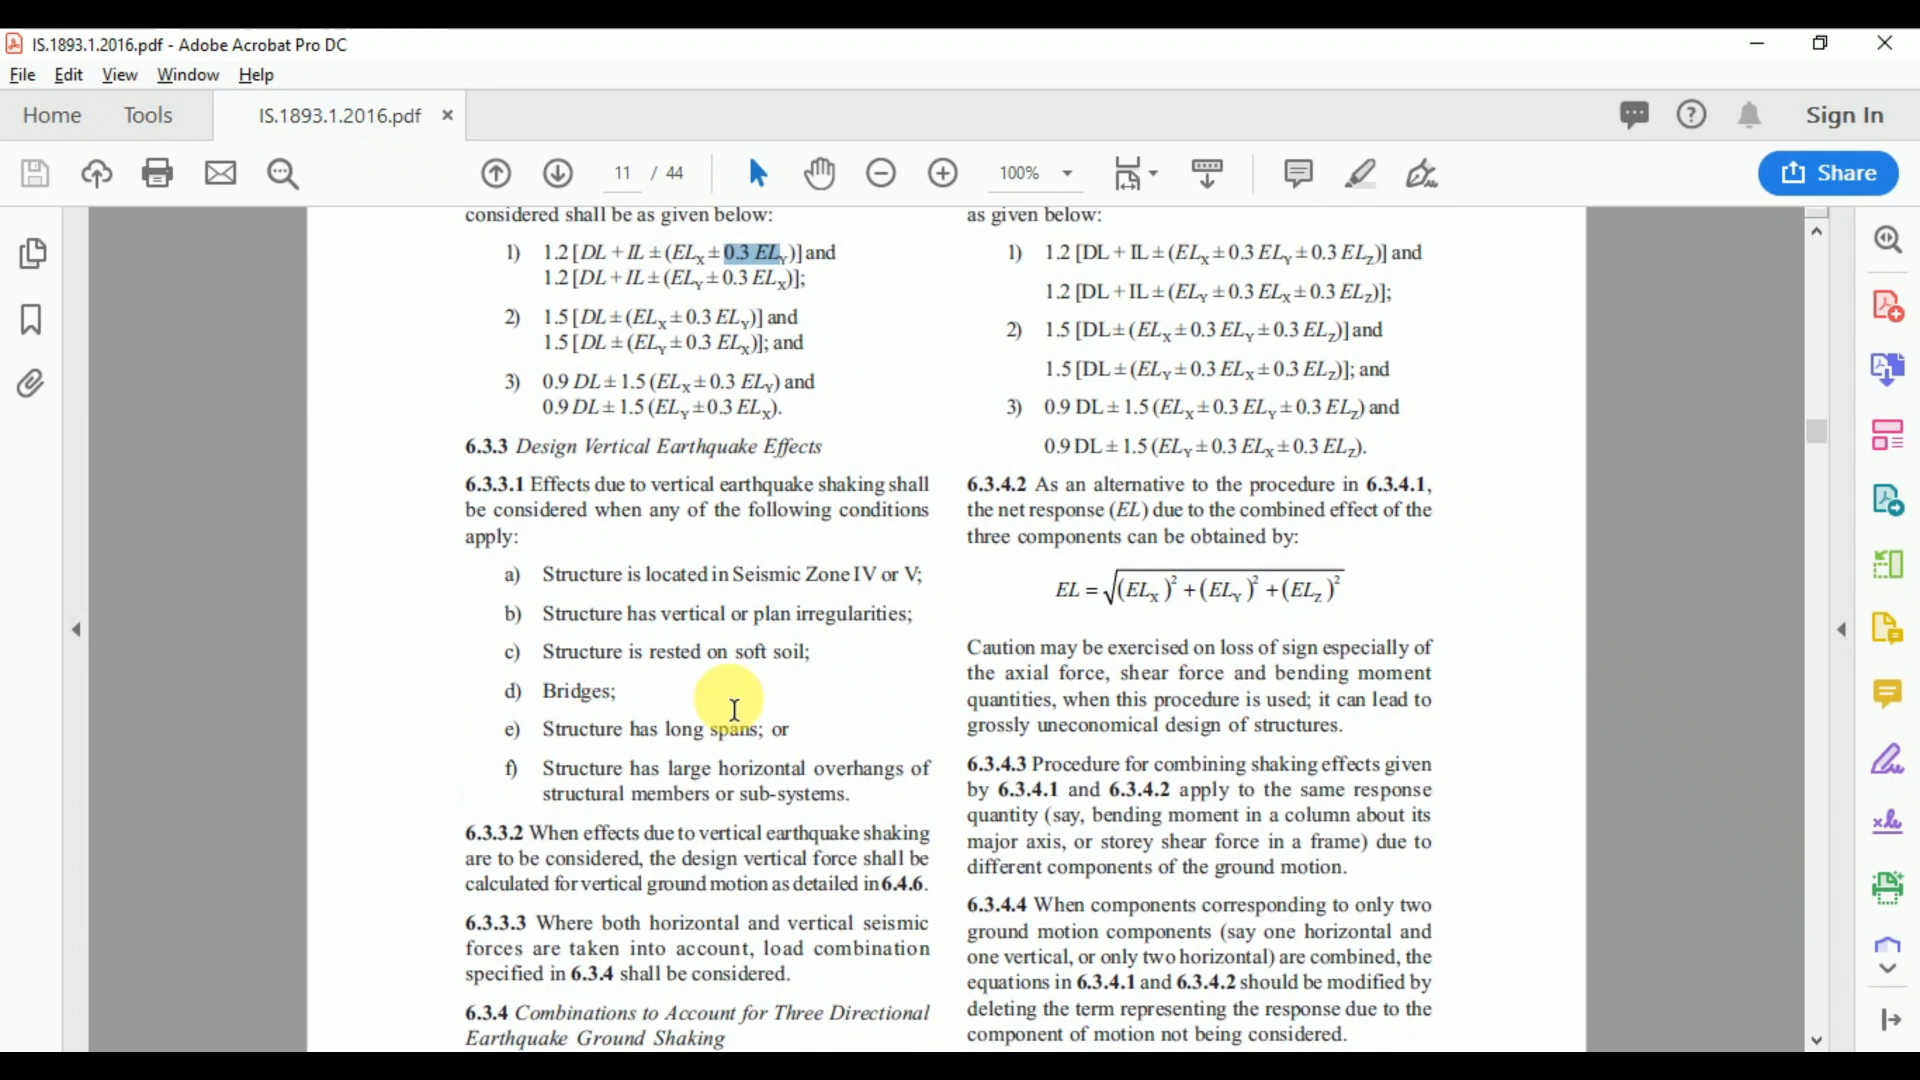 IS.1893.1.2016.pdf - Adobe Acrobat Pro DC
File Edit View Window Help
Home Tools IS.1893.1.2016.pdf × Sign In
11 / 44 100% Share
considered shall be as given below:
1) 1.2 [DL + IL ± (ELX ± 0.3 ELY)] and
1.2 [DL + IL ± (ELY ± 0.3 ELX)];
2) 1.5 [DL ± (ELX ± 0.3 ELY)] and
1.5 [DL ± (ELY ± 0.3 ELX)]; and
3) 0.9 DL ± 1.5 (ELX ± 0.3 ELY) and
0.9 DL ± 1.5 (ELY ± 0.3 ELX).
6.3.3 Design Vertical Earthquake Effects
6.3.3.1 Effects due to vertical earthquake shaking shall
be considered when any of the following conditions
apply:
a) Structure is located in Seismic Zone IV or V;
b) Structure has vertical or plan irregularities;
c) Structure is rested on soft soil;
d) Bridges;
e) Structure has long spans; or
f) Structure has large horizontal overhangs of
structural members or sub-systems.
6.3.3.2 When effects due to vertical earthquake shaking
are to be considered, the design vertical force shall be
calculated for vertical ground motion as detailed in 6.4.6.
6.3.3.3 Where both horizontal and vertical seismic
forces are taken into account, load combination
specified in 6.3.4 shall be considered.
6.3.4 Combinations to Account for Three Directional
Earthquake Ground Shaking
as given below:
1) 1.2 [DL + IL ± (ELX ± 0.3 ELY ± 0.3 ELZ)] and
1.2 [DL + IL ± (ELY ± 0.3 ELX ± 0.3 ELZ)];
2) 1.5 [DL ± (ELX ± 0.3 ELY ± 0.3 ELZ)] and
1.5 [DL ± (ELY ± 0.3 ELX ± 0.3 ELZ)]; and
3) 0.9 DL ± 1.5 (ELX ± 0.3 ELY ± 0.3 ELZ) and
0.9 DL ± 1.5 (ELY ± 0.3 ELX ± 0.3 ELZ).
6.3.4.2 As an alternative to the procedure in 6.3.4.1,
the net response (EL) due to the combined effect of the
three components can be obtained by:
EL = √(ELX)² + (ELY)² + (ELZ)²
Caution may be exercised on loss of sign especially of
the axial force, shear force and bending moment
quantities, when this procedure is used; it can lead to
grossly uneconomical design of structures.
6.3.4.3 Procedure for combining shaking effects given
by 6.3.4.1 and 6.3.4.2 apply to the same response
quantity (say, bending moment in a column about its
major axis, or storey shear force in a frame) due to
different components of the ground motion.
6.3.4.4 When components corresponding to only two
ground motion components (say one horizontal and
one vertical, or only two horizontal) are combined, the
equations in 6.3.4.1 and 6.3.4.2 should be modified by
deleting the term representing the response due to the
component of motion not being considered.